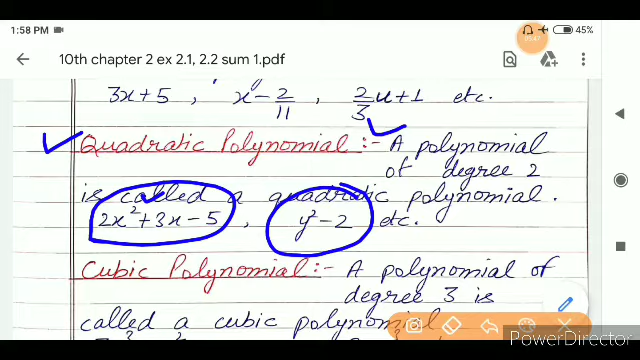 1:58 PM 45%
05:47
10th chapter 2 ex 2.1, 2.2 sum 1.pdf
3x+5 , x-2/11 , 2/3 u+1 etc.
Quadratic Polynomial :- A polynomial
of degree 2
is called a quadratic polynomial.
2x²+3x-5 , y²-2 etc.
Cubic Polynomial :- A polynomial of
degree 3 is
called a cubic polynomial
PowerDirector